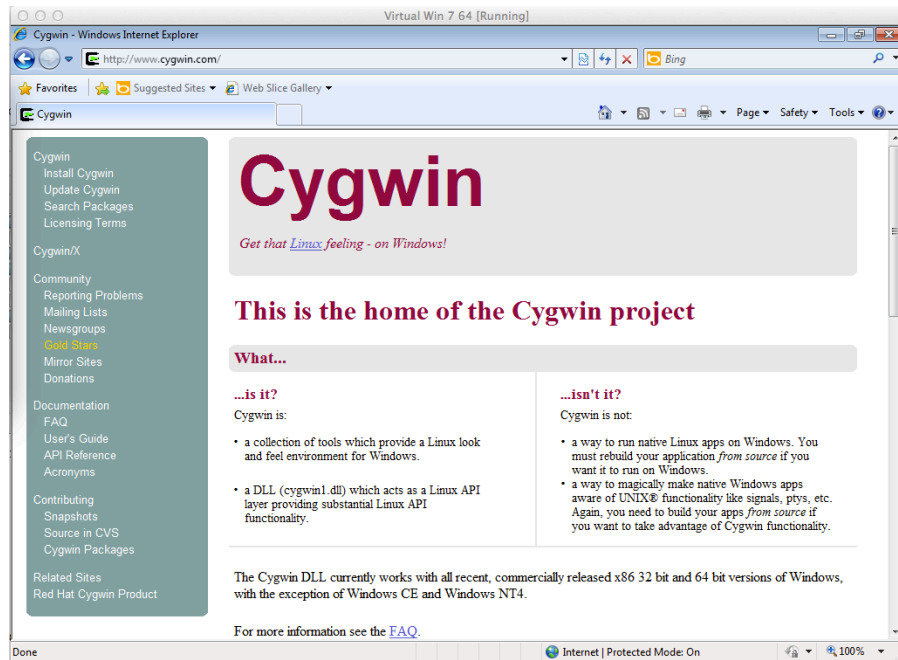 Virtual Win 7 64 [Running]
Cygwin - Windows Internet Explorer
http://www.cygwin.com/
Bing
Favorites
Suggested Sites
Web Slice Gallery
Cygwin
Page
Safety
Tools
Cygwin
Install Cygwin
Update Cygwin
Search Packages
Licensing Terms
Cygwin/X
Community
Reporting Problems
Mailing Lists
Newsgroups
Gold Stars
Mirror Sites
Donations
Documentation
FAQ
User's Guide
API Reference
Acronyms
Contributing
Snapshots
Source in CVS
Cygwin Packages
Related Sites
Red Hat Cygwin Product
Cygwin
Get that Linux feeling - on Windows!
This is the home of the Cygwin project
What...
...is it?
Cygwin is:
• a collection of tools which provide a Linux look
and feel environment for Windows.
• a DLL (cygwin1.dll) which acts as a Linux API
layer providing substantial Linux API
functionality.
...isn't it?
Cygwin is not:
• a way to run native Linux apps on Windows. You
must rebuild your application from source if you
want it to run on Windows.
• a way to magically make native Windows apps
aware of UNIX® functionality like signals, ptys, etc.
Again, you need to build your apps from source if
you want to take advantage of Cygwin functionality.
The Cygwin DLL currently works with all recent, commercially released x86 32 bit and 64 bit versions of Windows,
with the exception of Windows CE and Windows NT4.
For more information see the FAQ.
Done
Internet | Protected Mode: On
100%